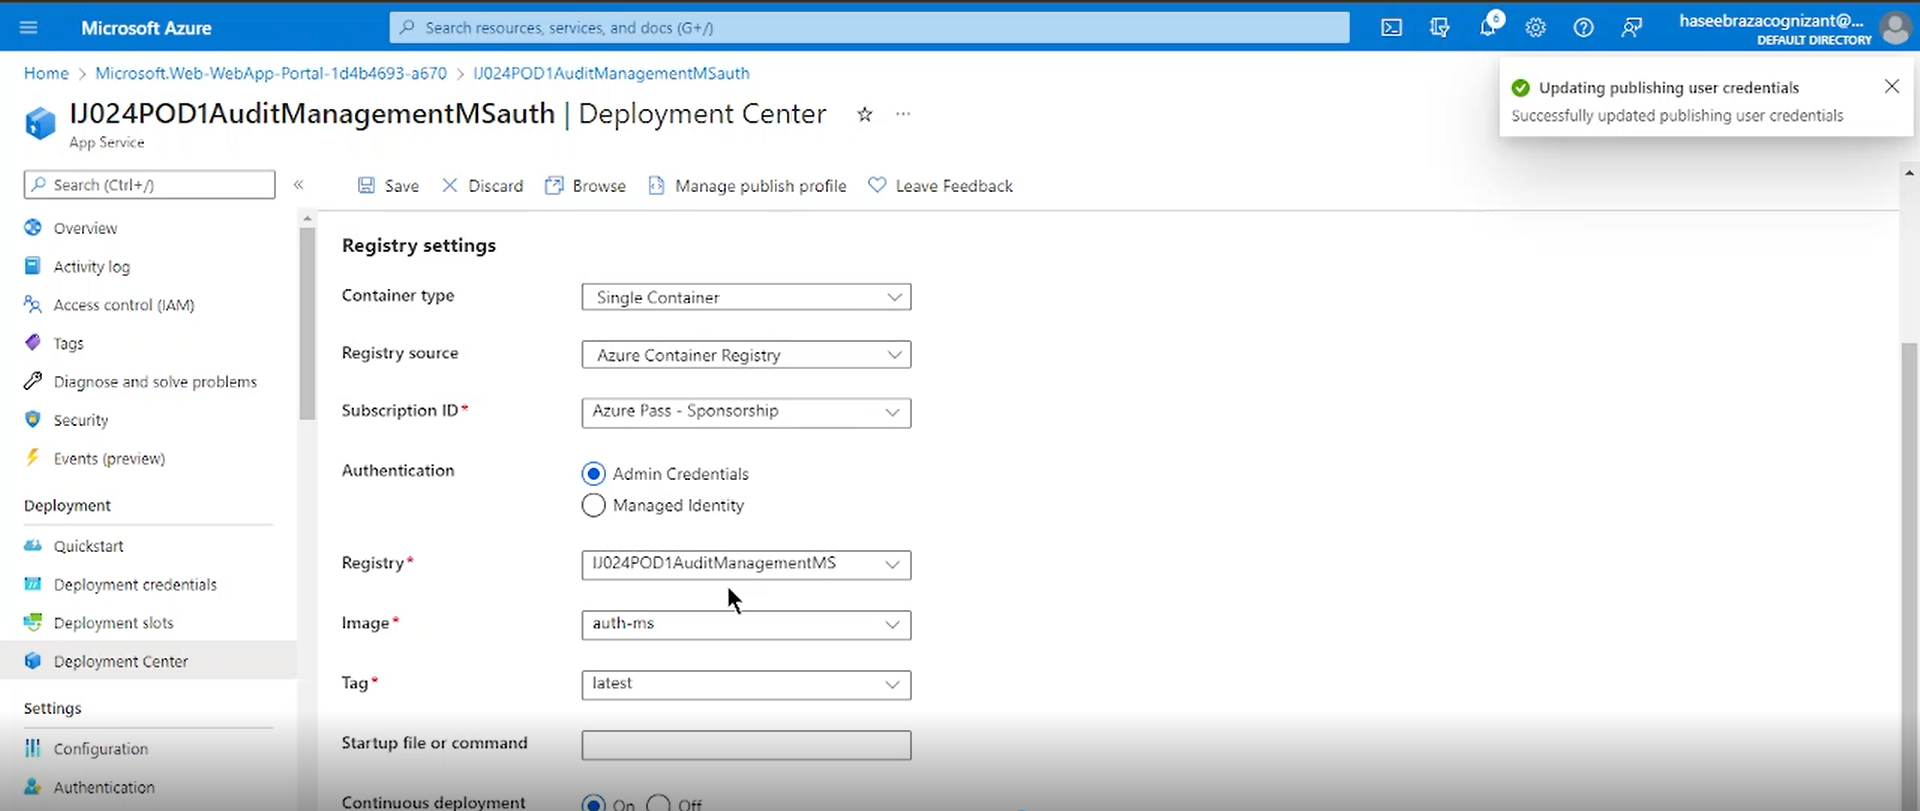 Microsoft Azure
Search resources, services, and docs (G+/)
6
haseebrazacognizant@...
DEFAULT DIRECTORY
Home > Microsoft.Web-WebApp-Portal-1d4b4693-a670 > IJ024POD1AuditManagementMSauth
Updating publishing user credentials
Successfully updated publishing user credentials
IJ024POD1AuditManagementMSauth | Deployment Center
App Service
Search (Ctrl+/)
Save
Discard
Browse
Manage publish profile
Leave Feedback
Overview
Activity log
Access control (IAM)
Tags
Diagnose and solve problems
Security
Events (preview)
Deployment
Quickstart
Deployment credentials
Deployment slots
Deployment Center
Settings
Configuration
Authentication
Registry settings
Container type
Single Container
Registry source
Azure Container Registry
Subscription ID*
Azure Pass - Sponsorship
Authentication
Admin Credentials
Managed Identity
Registry*
IJ024POD1AuditManagementMS
Image*
auth-ms
Tag*
latest
Startup file or command
Continuous deployment
On Off